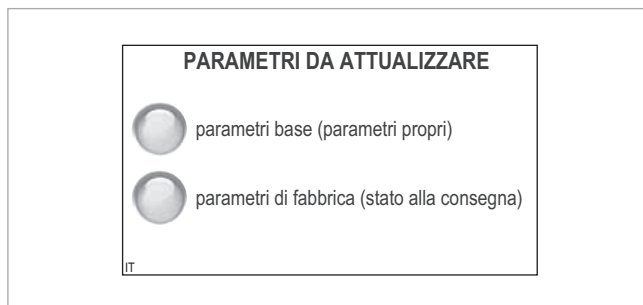 PARAMETRI DA ATTUALIZZARE
parametri base (parametri propri)
parametri di fabbrica (stato alla consegna)
IT